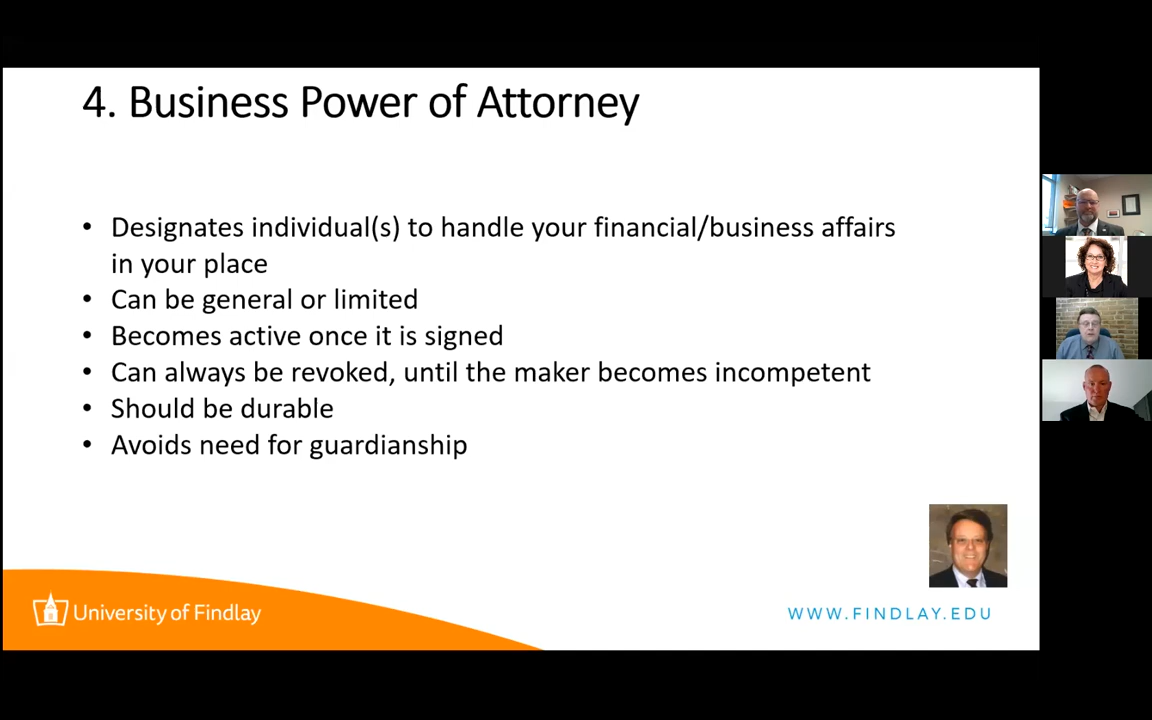 4. Business Power of Attorney
• Designates individual(s) to handle your financial/business affairs
in your place
• Can be general or limited
• Becomes active once it is signed
• Can always be revoked, until the maker becomes incompetent
• Should be durable
• Avoids need for guardianship
University of Findlay
WWW.FINDLAY.EDU